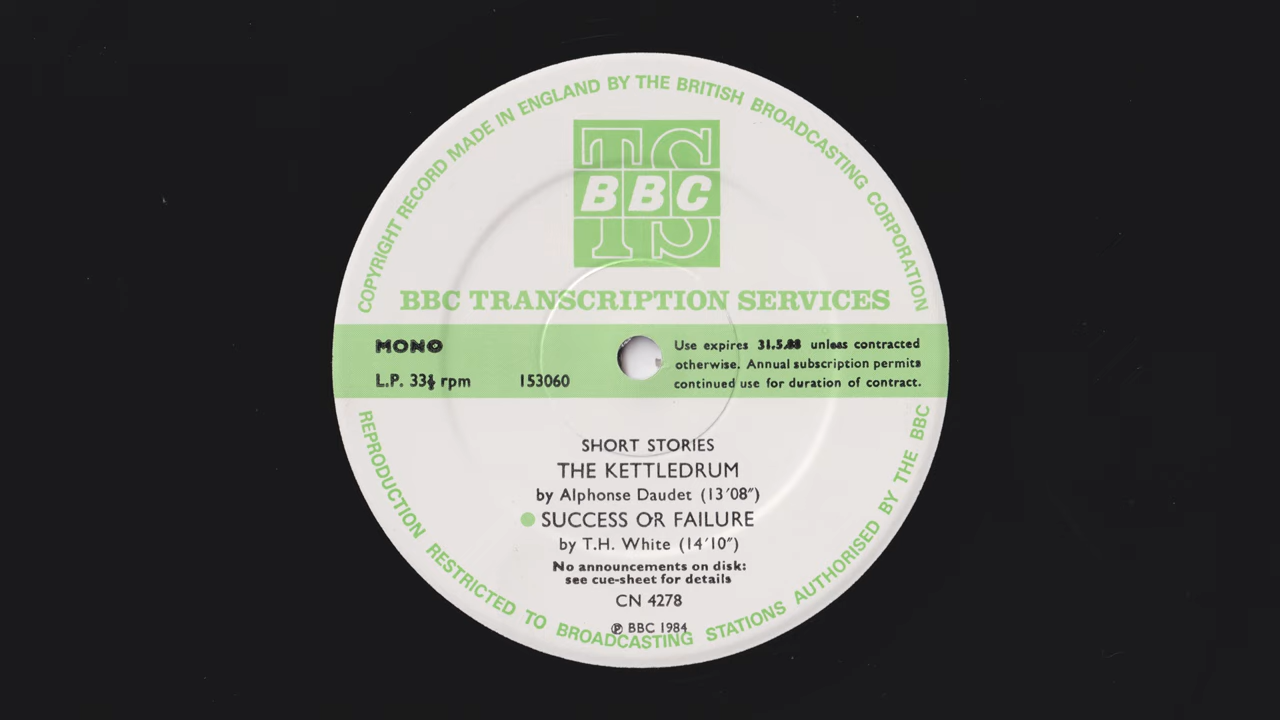 COPYRIGHT RECORD MADE IN ENGLAND BY THE BRITISH BROADCASTING CORPORATION
TS
BBC
TS
BBC TRANSCRIPTION SERVICES
MONO
L.P. 33⅓ rpm
153060
Use expires 31.5.88 unless contracted
otherwise. Annual subscription permits
continued use for duration of contract.
SHORT STORIES
THE KETTLEDRUM
by Alphonse Daudet (13′08″)
SUCCESS OR FAILURE
by T.H. White (14′10″)
No announcements on disk:
see cue-sheet for details
CN 4278
℗ BBC 1984
REPRODUCTION RESTRICTED TO BROADCASTING STATIONS AUTHORISED BY THE BBC